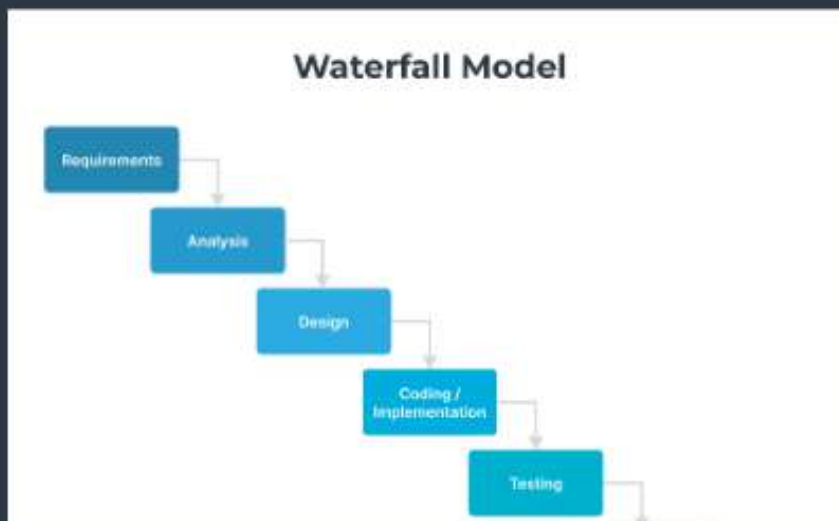 Waterfall Model
Requirements
Analysis
Design
Coding /
Implementation
Testing